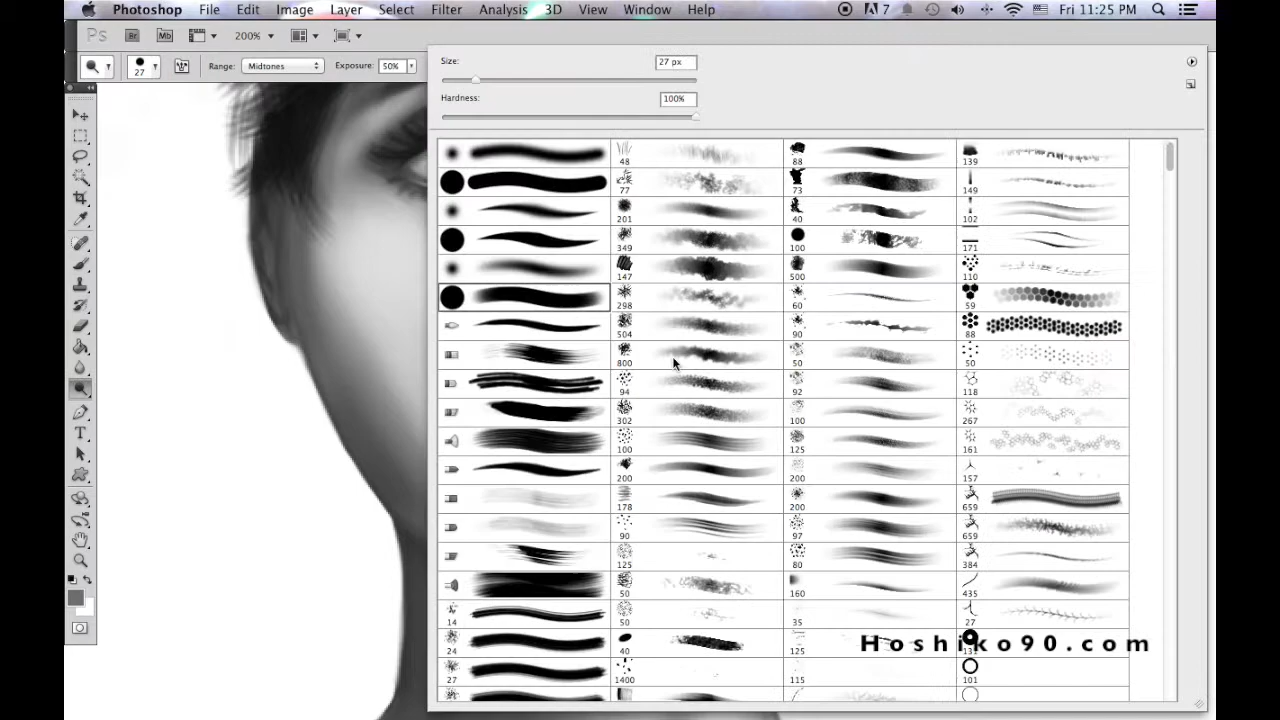 Photoshop File Edit Image Layer Select Filter Analysis 3D View Window Help 7 Fri 11:25 PM
Ps Br Mb 200%
27 Range: Midtones Exposure: 50%
Size: 27 px
Hardness: 100%
48 88 139
77 73 149
201 40 102
349 100 171
147 500 110
298 60 59
504 90 88
800 50 50
94 92 118
302 100 267
100 125 161
200 200 157
178 200 659
90 97 659
125 80 384
50 160 435
14 50 35 27
24 40 125 131
27 1400 115 101
Hoshiko90.com